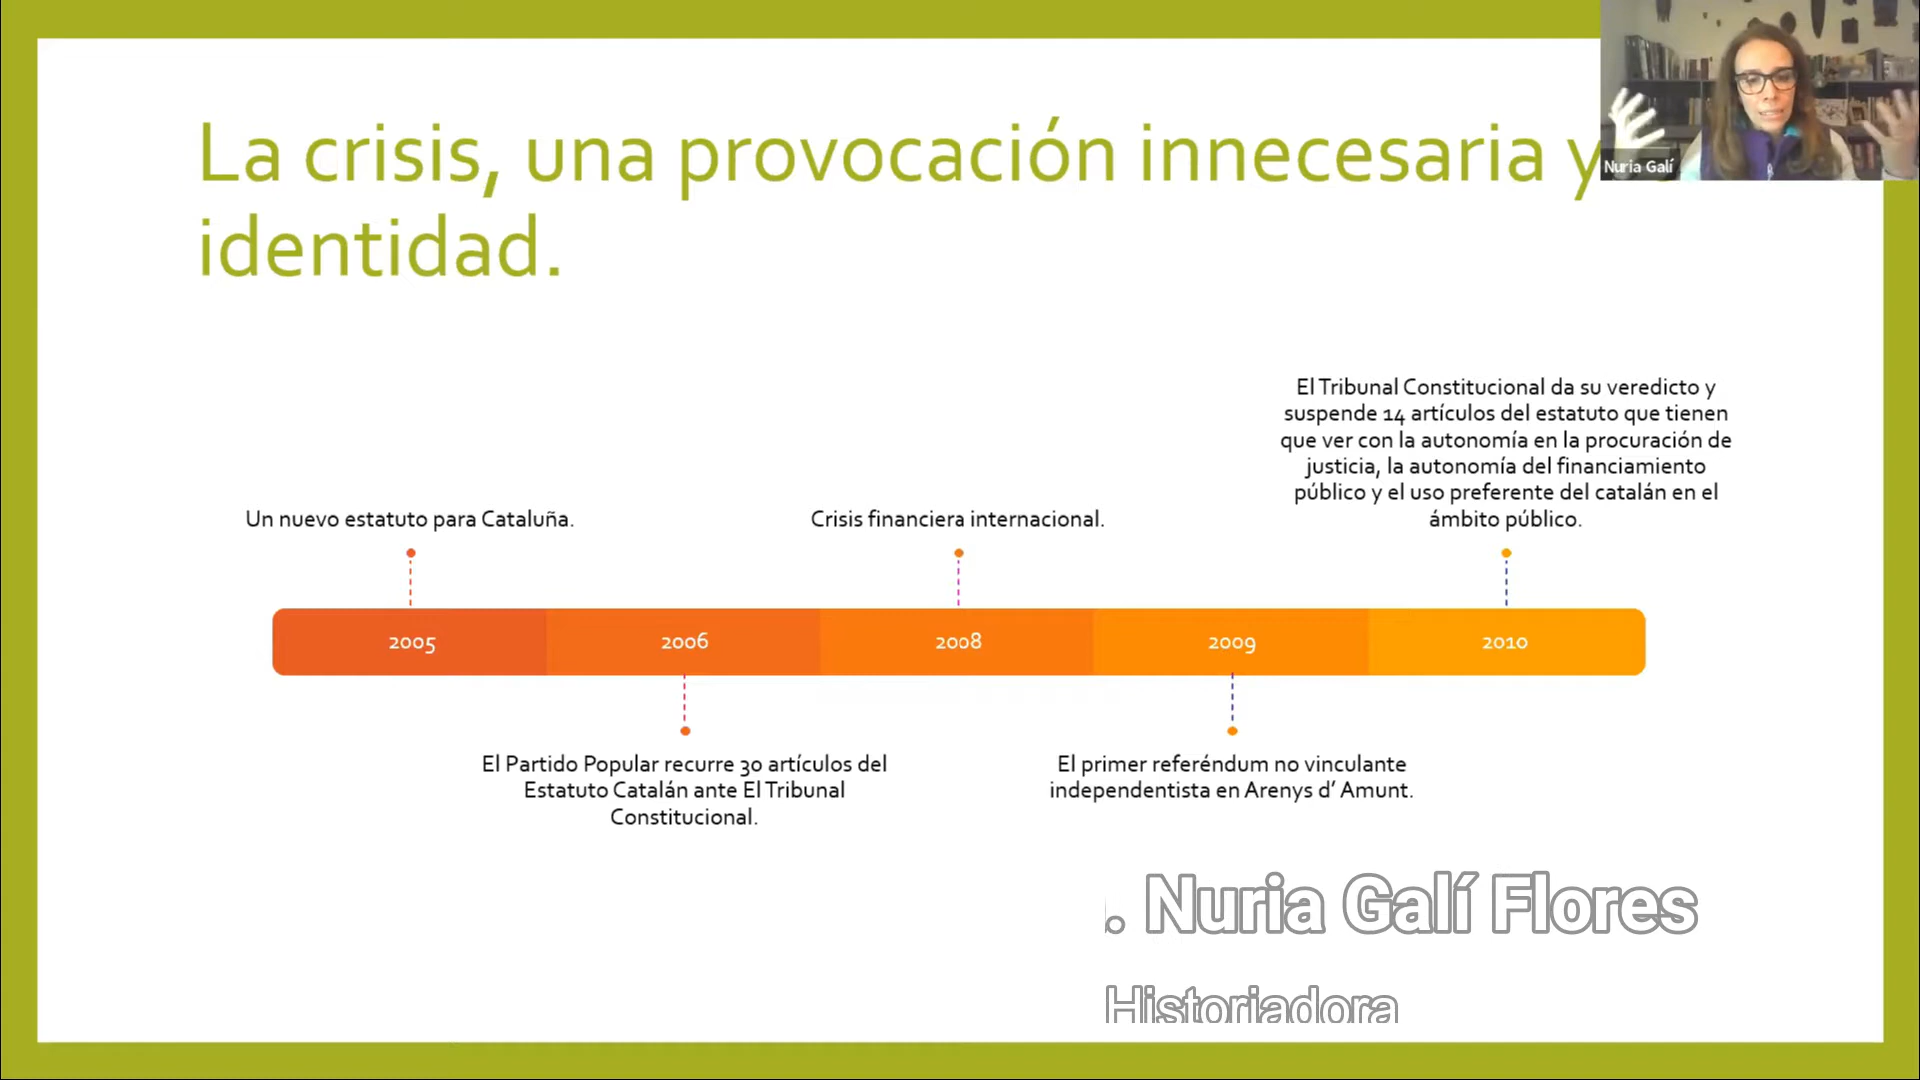 La crisis, una provocación innecesaria y
identidad.
Nuria Galí
El Tribunal Constitucional da su veredicto y
suspende 14 artículos del estatuto que tienen
que ver con la autonomía en la procuración de
justicia, la autonomía del financiamiento
público y el uso preferente del catalán en el
ámbito público.
Un nuevo estatuto para Cataluña.
Crisis financiera internacional.
2005
2006
2008
2009
2010
El Partido Popular recurre 30 artículos del
Estatuto Catalán ante El Tribunal
Constitucional.
El primer referéndum no vinculante
independentista en Arenys d’ Amunt.
. Nuria Galí Flores
Historiadora